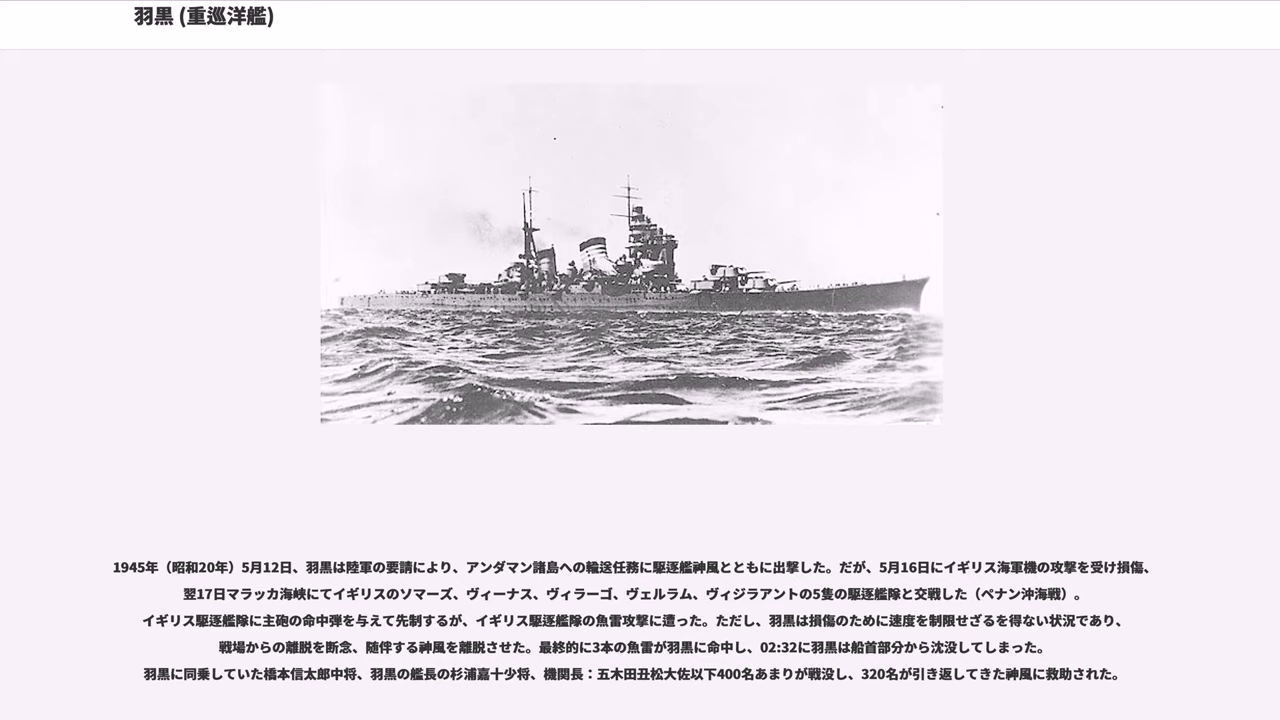 羽黒 (重巡洋艦)
1945年（昭和20年）5月12日、羽黒は陸軍の要請により、アンダマン諸島への輸送任務に駆逐艦神風とともに出撃した。だが、5月16日にイギリス海軍機の攻撃を受け損傷、
翌17日マラッカ海峡にてイギリスのソマーズ、ヴィーナス、ヴィラーゴ、ヴェルラム、ヴィジラアントの5隻の駆逐艦隊と交戦した（ペナン沖海戦）。
イギリス駆逐艦隊に主砲の命中弾を与えて先制するが、イギリス駆逐艦隊の魚雷攻撃に遭った。ただし、羽黒は損傷のために速度を制限せざるを得ない状況であり、
戦場からの離脱を断念、随伴する神風を離脱させた。最終的に3本の魚雷が羽黒に命中し、02:32に羽黒は船首部分から沈没してしまった。
羽黒に同乗していた橋本信太郎中将、羽黒の艦長の杉浦嘉十少将、機関長：五木田丑松大佐以下400名あまりが戦没し、320名が引き返してきた神風に救助された。